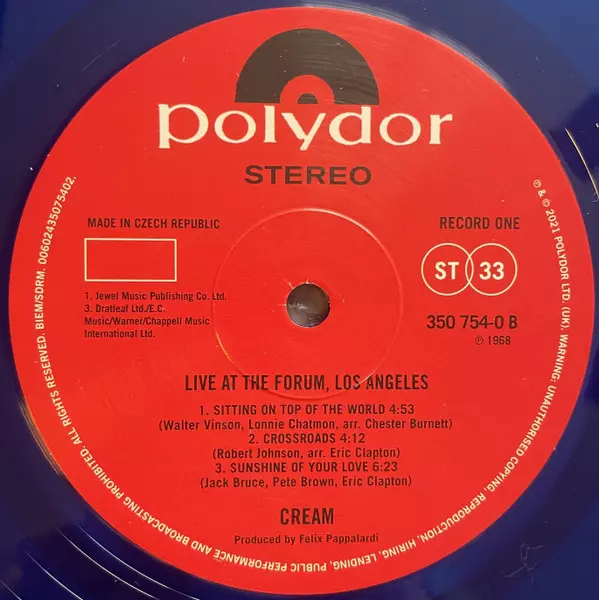 polydor
STEREO
MADE IN CZECH REPUBLIC
RECORD ONE
ST 33
1. Jewel Music Publishing Co. Ltd.
3. Dratleaf Ltd./E.C.
Music/Warner/Chappell Music
International Ltd.
350 754-0 B
℗ 1968
LIVE AT THE FORUM, LOS ANGELES
1. SITTING ON TOP OF THE WORLD 4:53
(Walter Vinson, Lonnie Chatmon, arr. Chester Burnett)
2. CROSSROADS 4:12
(Robert Johnson, arr. Eric Clapton)
3. SUNSHINE OF YOUR LOVE 6:23
(Jack Bruce, Pete Brown, Eric Clapton)
CREAM
Produced by Felix Pappalardi
℗ & © 2021 POLYDOR LTD. (UK). WARNING: UNAUTHORISED COPYING, REPRODUCTION, HIRING, LENDING, PUBLIC PERFORMANCE AND BROADCASTING PROHIBITED. ALL RIGHTS RESERVED. BIEM/SDRM. 00602435075402.